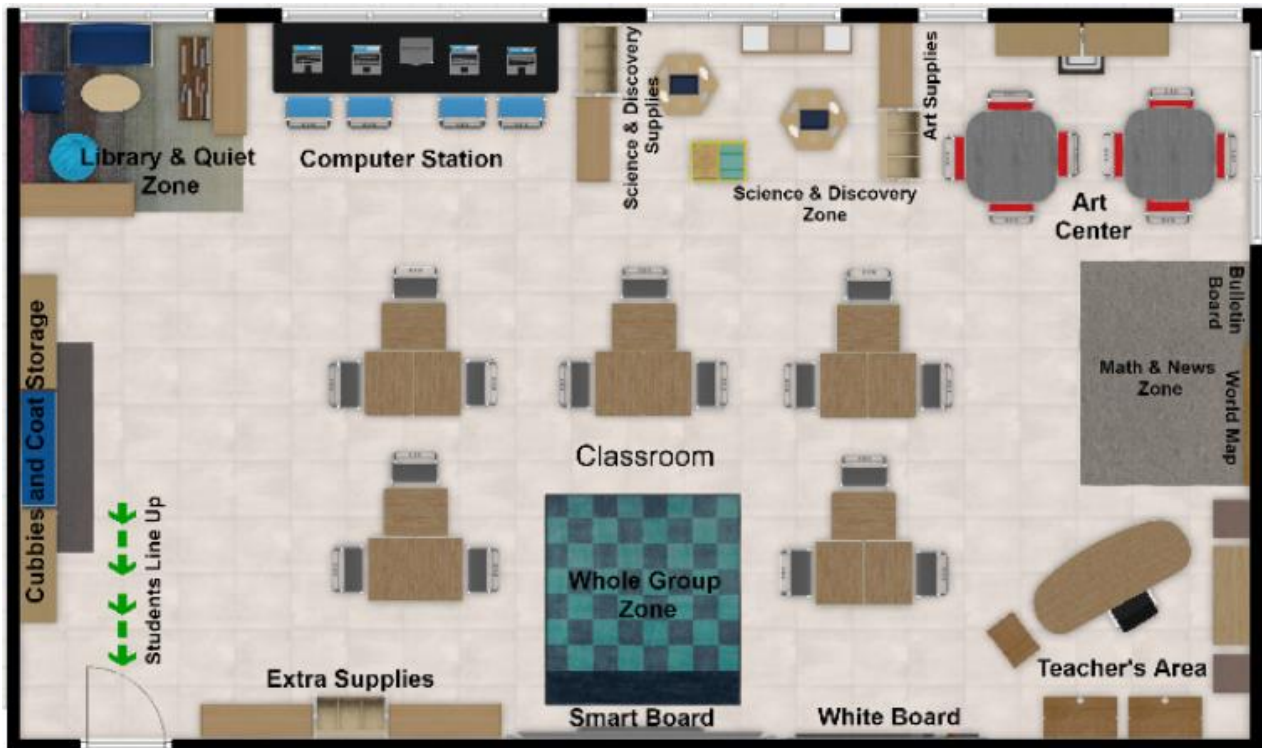 Library & Quiet
Zone
Computer Station
Science & Discovery
Supplies
Science & Discovery
Zone
Art Supplies
Art
Center
Bulletin
Board
Math & News
Zone
World Map
Cubbies and Coat Storage
Students Line Up
Classroom
Whole Group
Zone
Teacher's Area
Extra Supplies
Smart Board
White Board